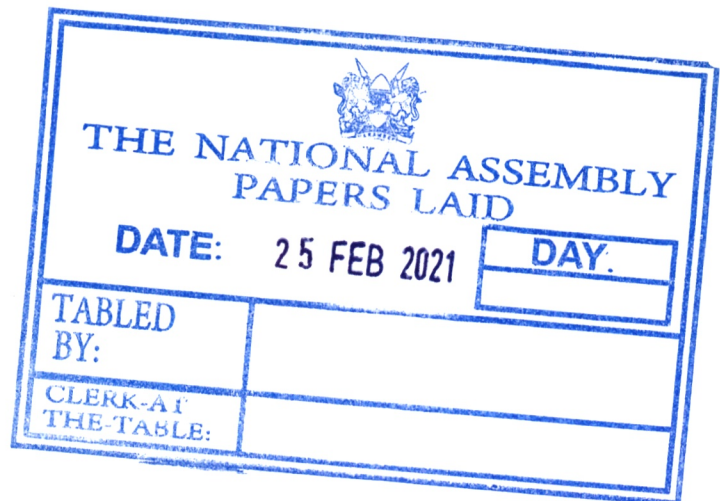 THE NATIONAL ASSEMBLY
PAPERS LAID
DATE: 25 FEB 2021 DAY.
TABLED
BY:
CLERK-AT
THE-TABLE: